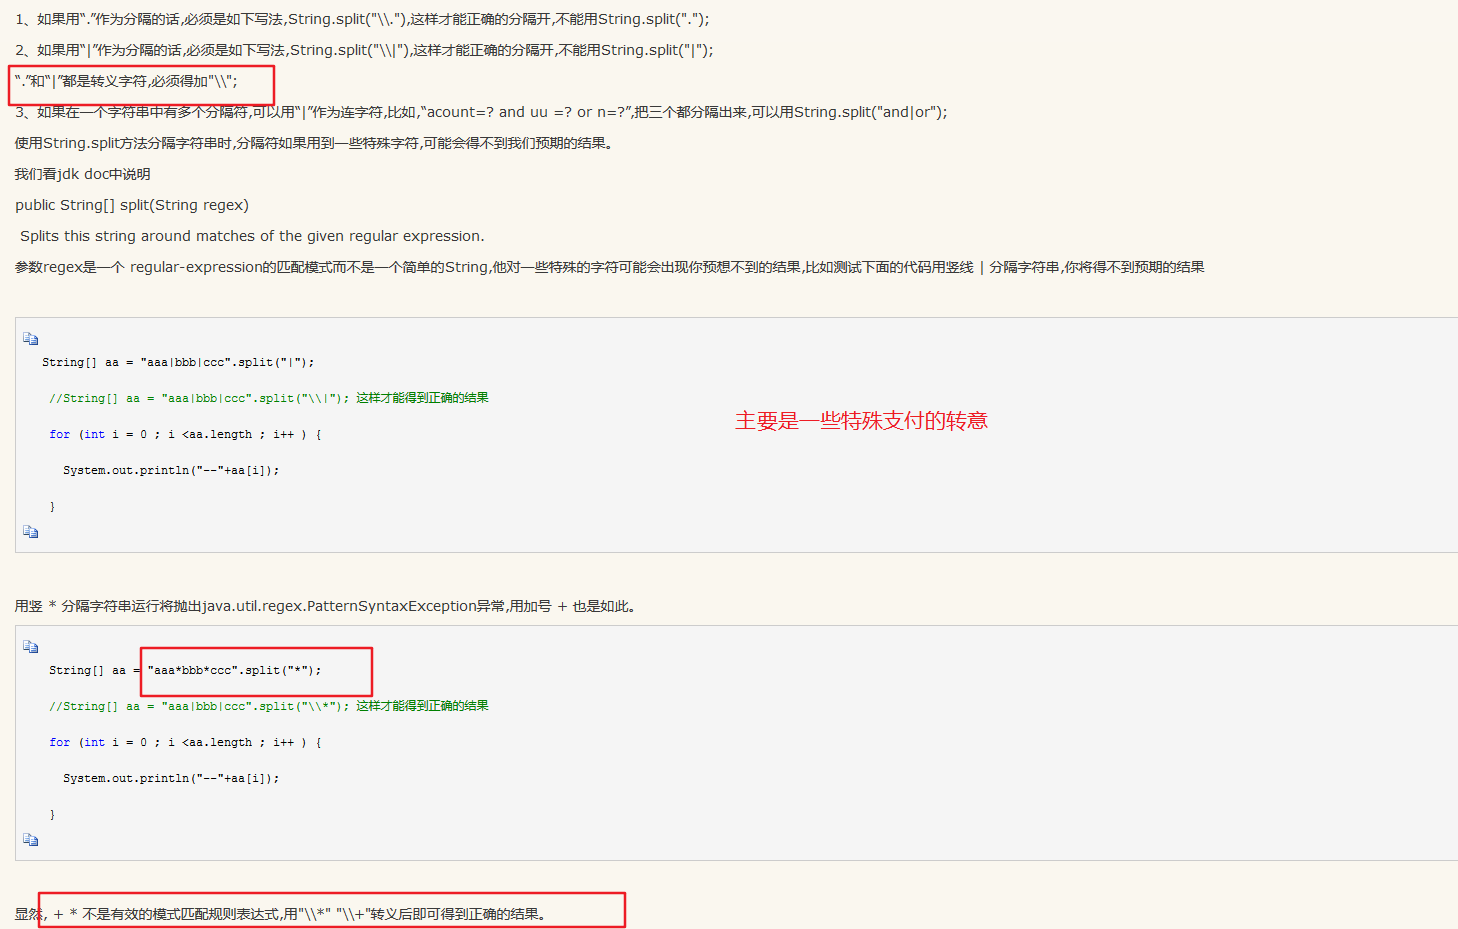 1、如果用“.”作为分隔的话,必须是如下写法,String.split("\\."),这样才能正确的分隔开,不能用String.split(".");
2、如果用“|”作为分隔的话,必须是如下写法,String.split("\\|"),这样才能正确的分隔开,不能用String.split("|");
“.”和“|”都是转义字符,必须得加"\\";
3、如果在一个字符串中有多个分隔符,可以用“|”作为连字符,比如,“acount=? and uu =? or n=?”,把三个都分隔出来,可以用String.split("and|or");
使用String.split方法分隔字符串时,分隔符如果用到一些特殊字符,可能会得不到我们预期的结果。
我们看jdk doc中说明
public String[] split(String regex)
Splits this string around matches of the given regular expression.
参数regex是一个 regular-expression的匹配模式而不是一个简单的String,他对一些特殊的字符可能会出现你预想不到的结果,比如测试下面的代码用竖线 | 分隔字符串,你将得不到预期的结果
String[] aa = "aaa|bbb|ccc".split("|");
//String[] aa = "aaa|bbb|ccc".split("\\|"); 这样才能得到正确的结果
主要是一些特殊支付的转意
for (int i = 0 ; i <aa.length ; i++ ) {
System.out.println("--"+aa[i]);
}
用竖 * 分隔字符串运行将抛出java.util.regex.PatternSyntaxException异常,用加号 + 也是如此。
String[] aa = "aaa*bbb*ccc".split("*");
//String[] aa = "aaa|bbb|ccc".split("\\*"); 这样才能得到正确的结果
for (int i = 0 ; i <aa.length ; i++ ) {
System.out.println("--"+aa[i]);
}
显然, + * 不是有效的模式匹配规则表达式,用"\\*" "\\+"转义后即可得到正确的结果。